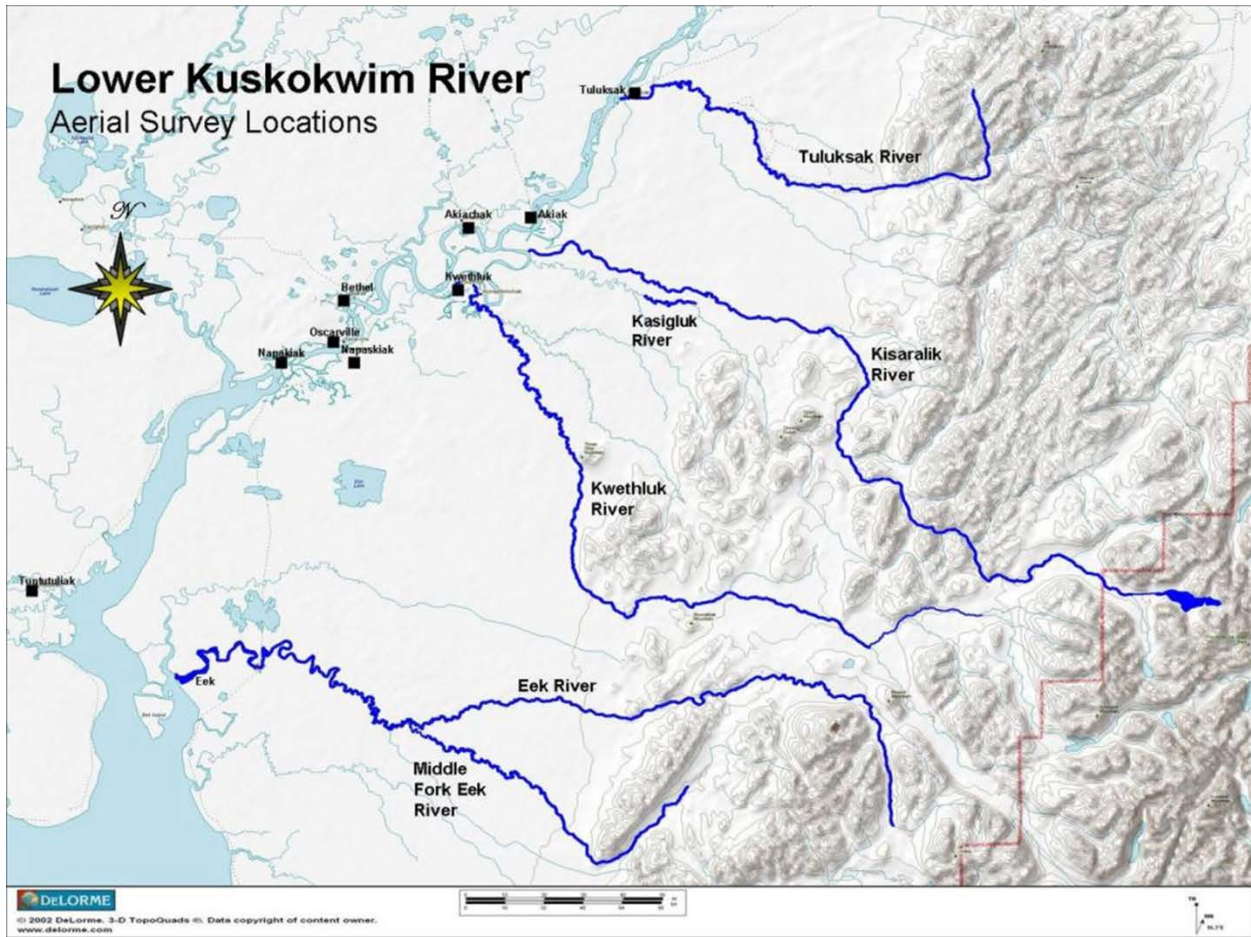 Lower Kuskokwim River
Aerial Survey Locations
Tuluksak
Tuluksak River
N
Akiachak
Akiak
Kwethluk
Bethel
Kasigluk
River
Oscarville
Napakiak
Napaskiak
Kisaralik
River
Kwethluk
River
Tuntutuliak
Eek
Eek River
Middle
Fork Eek
River
DELORME
© 2002 DeLorme. 3-D TopoQuads ®. Data copyright of content owner.
www.delorme.com
TN
MN